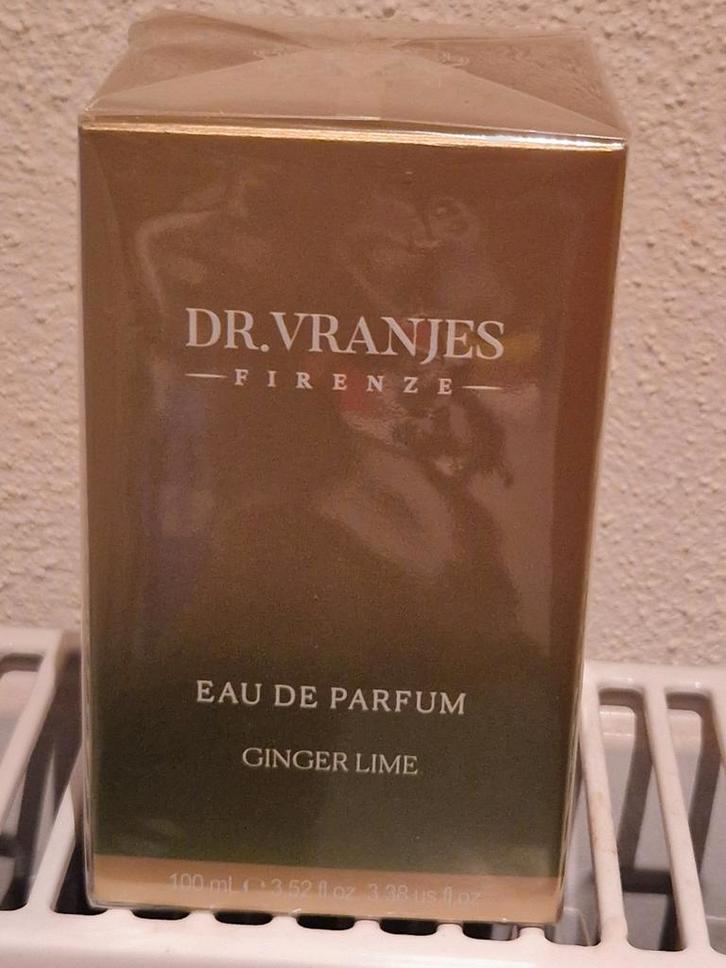 DR.VRANJES
FIRENZE
EAU DE PARFUM
GINGER LIME
100 mL ℮ 3.52 fl oz 3.38 us fl oz